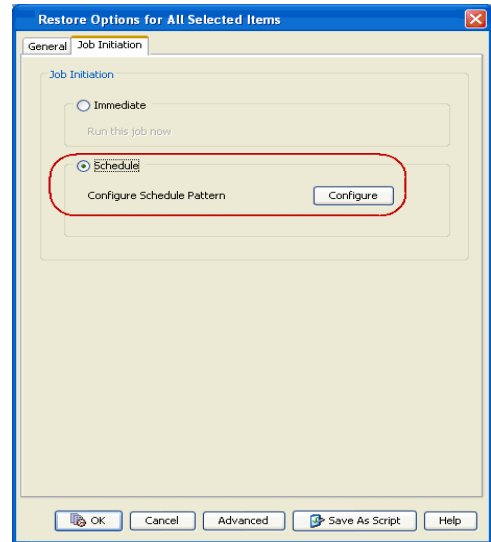 Restore Options for All Selected Items
General Job Initiation
Job Initiation
Immediate
Run this job now
Schedule
Configure Schedule Pattern Configure
OK Cancel Advanced Save As Script Help